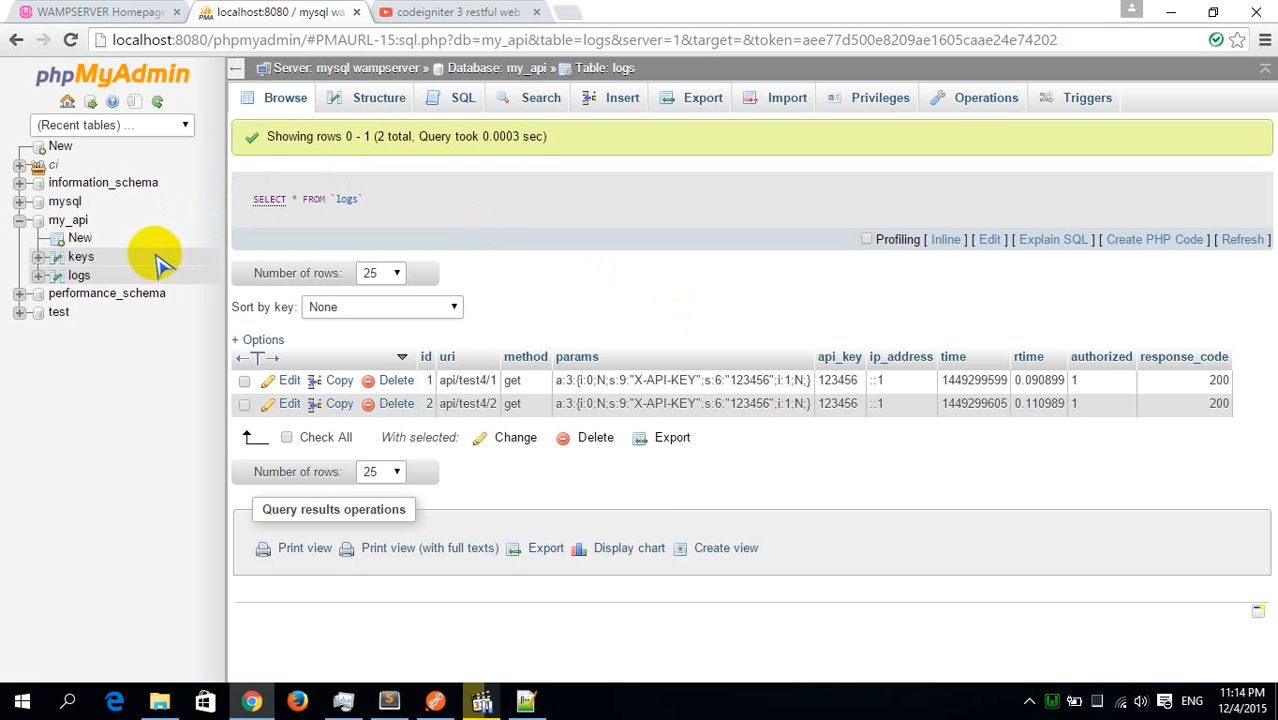 WAMPSERVER Homepage
localhost:8080 / mysql wa
codeigniter 3 restful web
localhost:8080/phpmyadmin/#PMAURL-15:sql.php?db=my_api&table=logs&server=1&target=&token=aee77d500e8209ae1605caae24e74202
phpMyAdmin
(Recent tables) ...
New
ci
information_schema
mysql
my_api
New
keys
logs
performance_schema
test
Server: mysql wampserver » Database: my_api » Table: logs
Browse Structure SQL Search Insert Export Import Privileges Operations Triggers
Showing rows 0 - 1 (2 total, Query took 0.0003 sec)
SELECT * FROM `logs`
Profiling [ Inline ] [ Edit ] [ Explain SQL ] [ Create PHP Code ] [ Refresh ]
Number of rows: 25
Sort by key: None
+ Options
id uri method params api_key ip_address time rtime authorized response_code
Edit Copy Delete 1 api/test4/1 get a:3:{i:0;N;s:9:"X-API-KEY";s:6:"123456";i:1;N;} 123456 ::1 1449299599 0.090899 1 200
Edit Copy Delete 2 api/test4/2 get a:3:{i:0;N;s:9:"X-API-KEY";s:6:"123456";i:1;N;} 123456 ::1 1449299605 0.110989 1 200
Check All With selected: Change Delete Export
Number of rows: 25
Query results operations
Print view Print view (with full texts) Export Display chart Create view
ENG
11:14 PM
12/4/2015